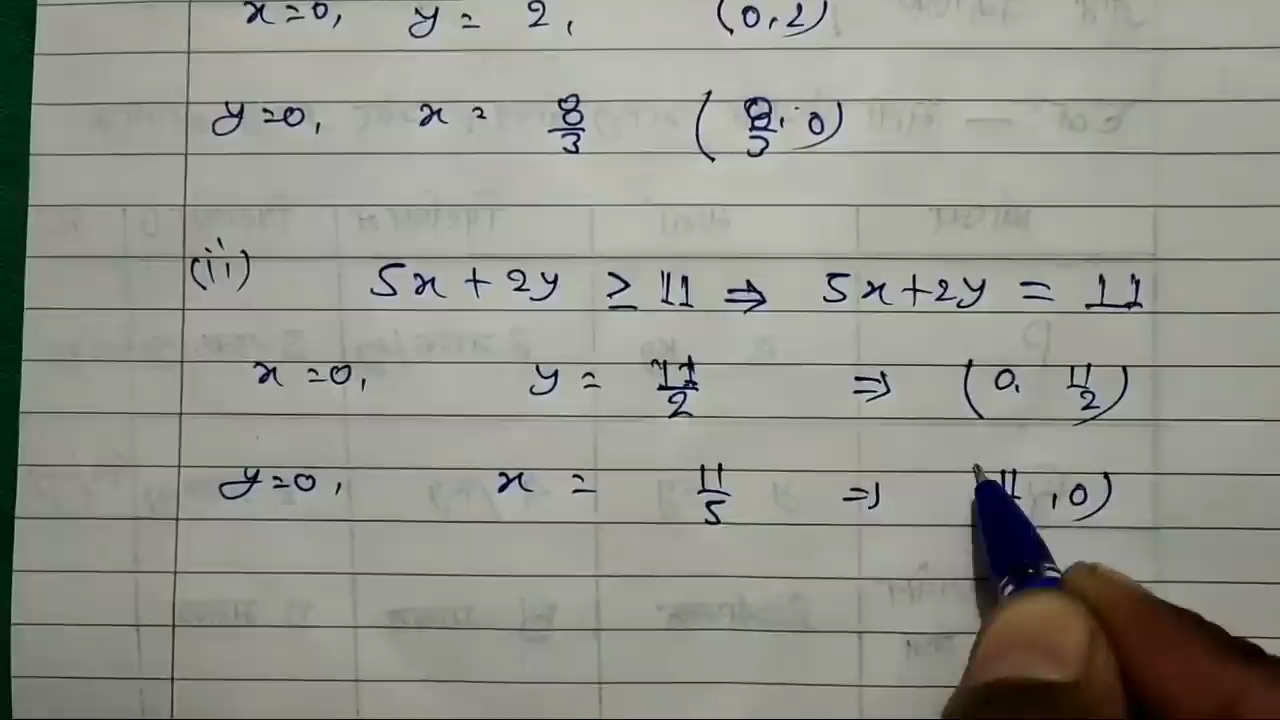 x=0, y = 2, (0,2)
y=0, x = 8/3 (8/3, 0)
(ii) 5x+2y ≥ 11 ⇒ 5x+2y = 11
x=0, y = 11/2 ⇒ (0, 11/2)
y=0, x = 11/5 ⇒ 11 ,0)